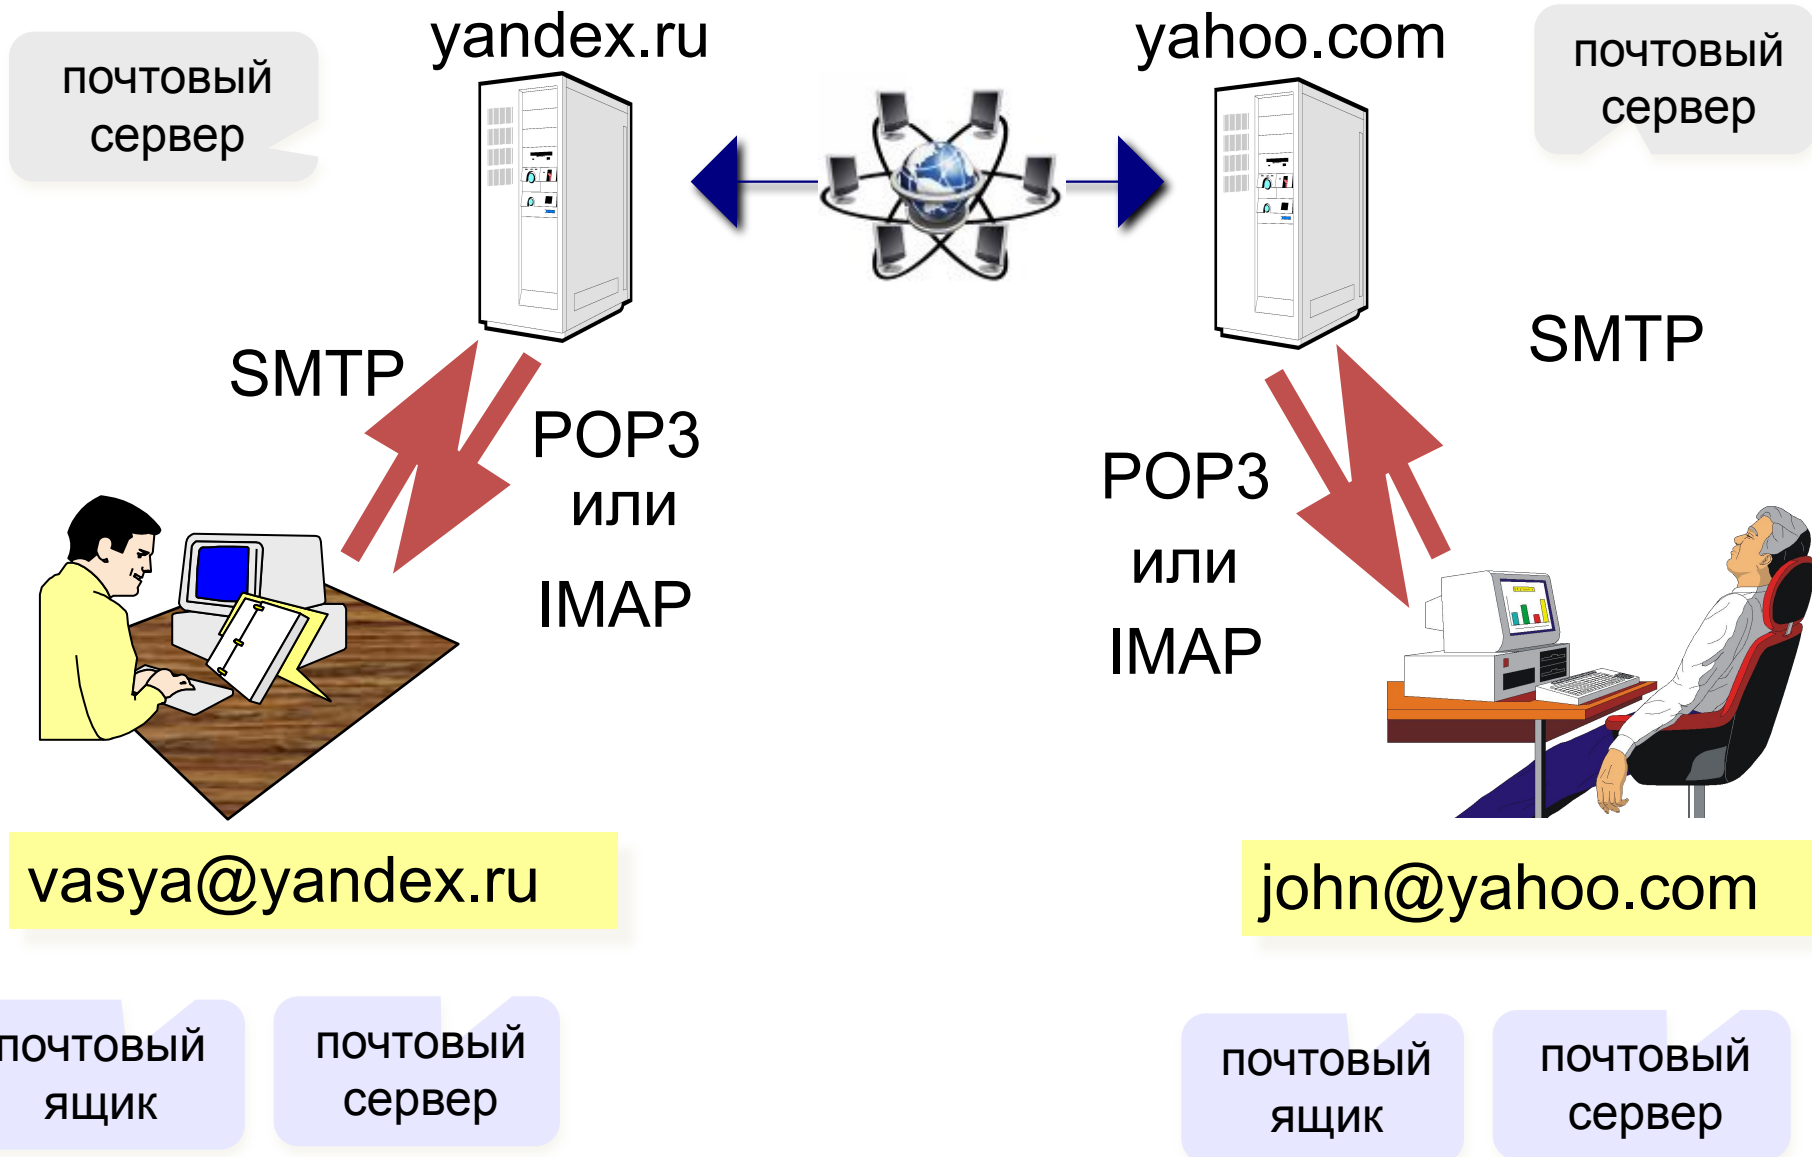 yandex.ru
yahoo.com
почтовый
сервер
почтовый
сервер
SMTP
POP3
или
IMAP
SMTP
POP3
или
IMAP
vasya@yandex.ru
john@yahoo.com
почтовый
ящик
почтовый
сервер
почтовый
ящик
почтовый
сервер